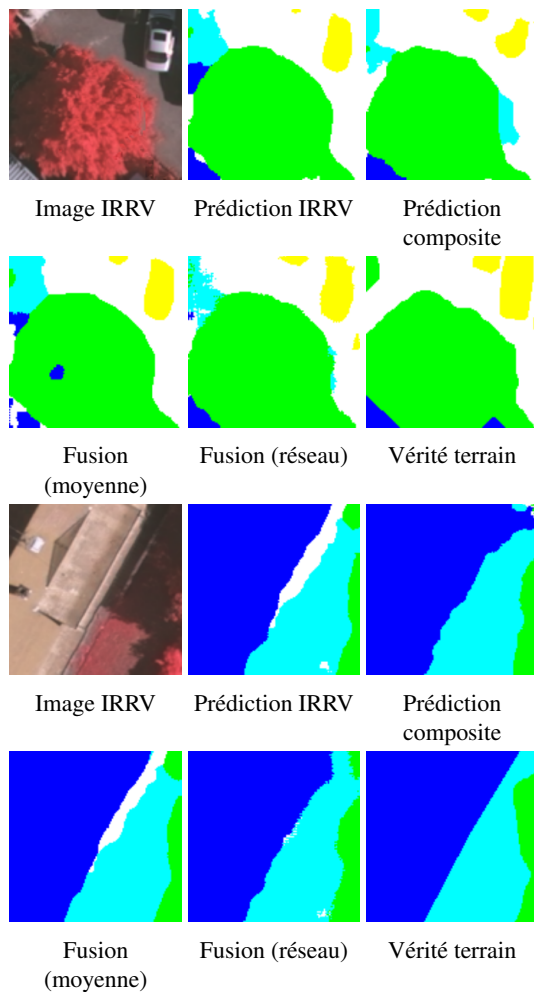 Image IRRV Prédiction IRRV Prédiction
composite
Fusion Fusion (réseau) Vérité terrain
(moyenne)
Image IRRV Prédiction IRRV Prédiction
composite
Fusion Fusion (réseau) Vérité terrain
(moyenne)